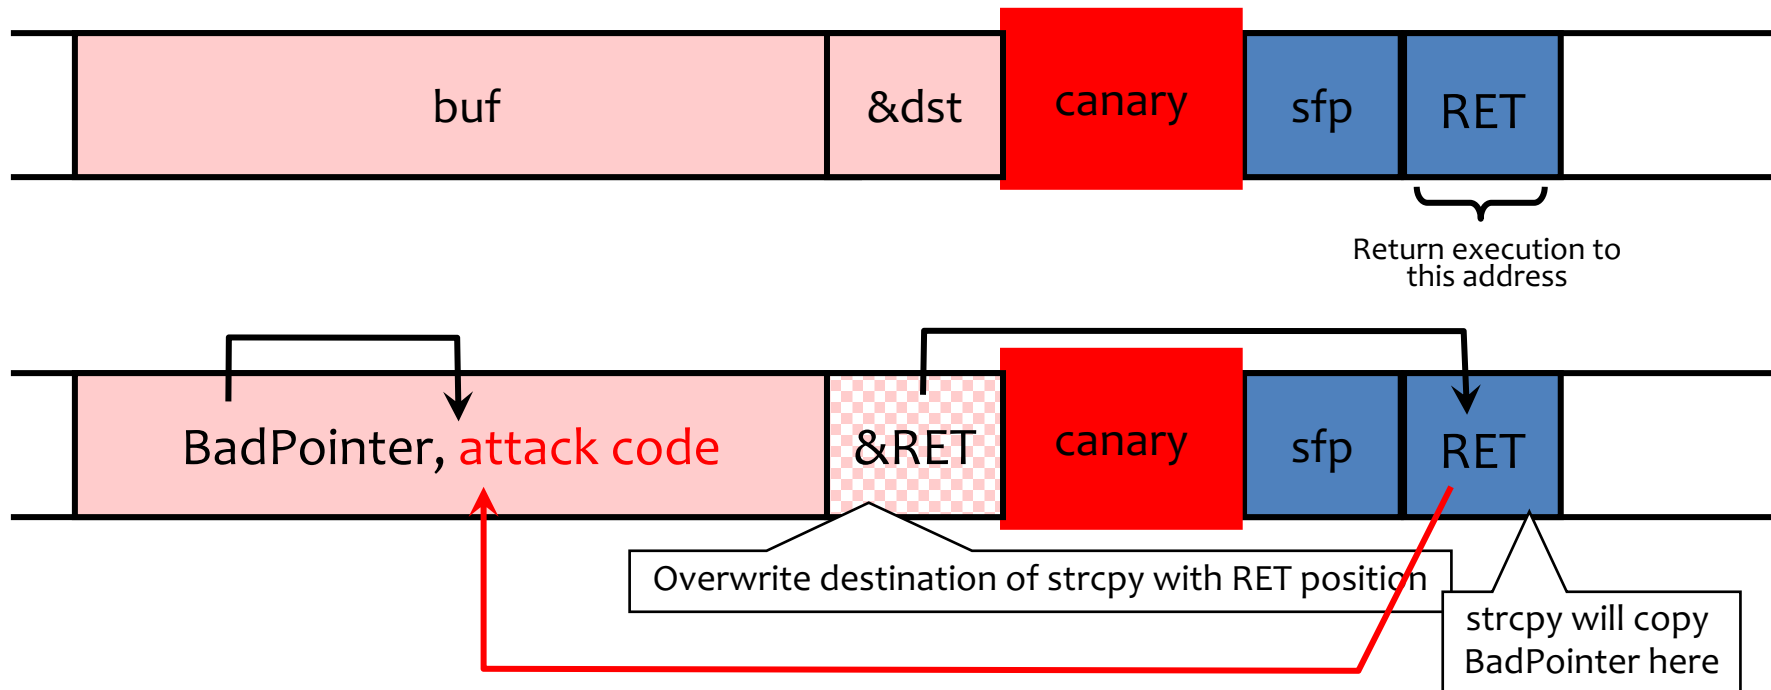 buf
&dst
canary
sfp
RET
Return execution to
this address
BadPointer, attack code
&RET
canary
sfp
RET
Overwrite destination of strcpy with RET position
strcpy will copy
BadPointer here